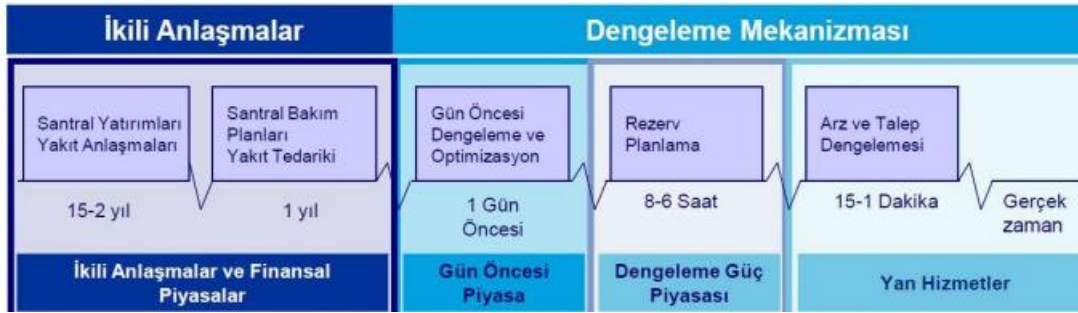 İkili Anlaşmalar
Dengeleme Mekanizması
Santral Yatırımları
Yakıt Anlaşmaları
Santral Bakım
Planları
Yakıt Tedariki
Gün Öncesi
Dengeleme ve
Optimizasyon
Rezerv
Planlama
Arz ve Talep
Dengelemesi
15-2 yıl
1 yıl
1 Gün
Öncesi
8-6 Saat
15-1 Dakika
Gerçek
zaman
İkili Anlaşmalar ve Finansal
Piyasalar
Gün Öncesi
Piyasa
Dengeleme Güç
Piyasası
Yan Hizmetler